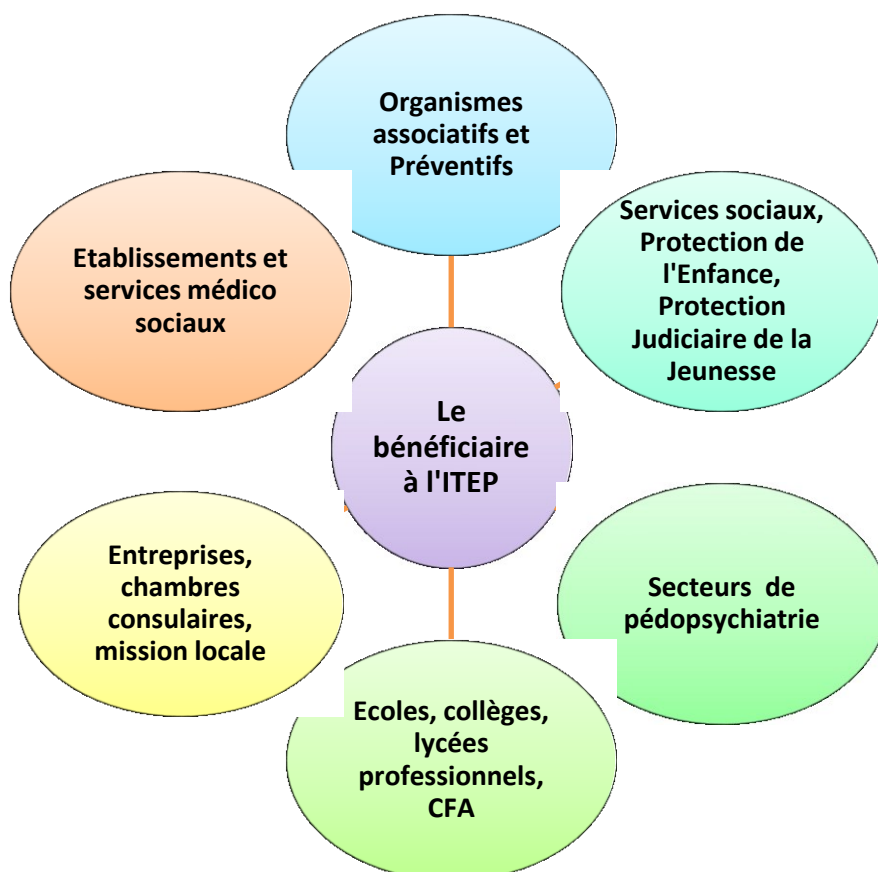 Organismes
associatifs et
Préventifs
Services sociaux,
Protection de
l'Enfance,
Protection
Judiciaire de la
Jeunesse
Etablissements et
services médico
sociaux
Le
bénéficiaire
à l'ITEP
Entreprises,
chambres
consulaires,
mission locale
Secteurs de
pédopsychiatrie
Ecoles, collèges,
lycées
professionnels,
CFA